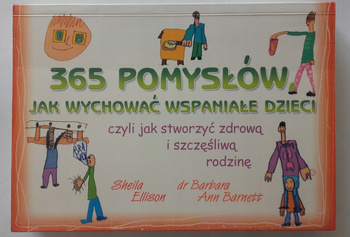 365 POMYSŁÓW
JAK WYCHOWAĆ WSPANIAŁE DZIECI
czyli jak stworzyć zdrową
i szczęśliwą
rodzinę
Sheila dr Barbara
Ellison Ann Barnett